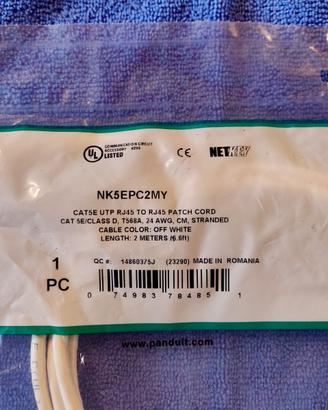 UL
LISTED
COMMUNICATION CIRCUIT
ACCESSORY 4Z93
CE
NETKEY
NK5EPC2MY
CAT5E UTP RJ45 TO RJ45 PATCH CORD
CAT 5E/CLASS D, T568A, 24 AWG, CM, STRANDED
CABLE COLOR: OFF WHITE
LENGTH: 2 METERS (6.6ft)
1
PC
QC #: 14860375J (23290) MADE IN ROMANIA
0 74983 78485 1
www.panduit.com